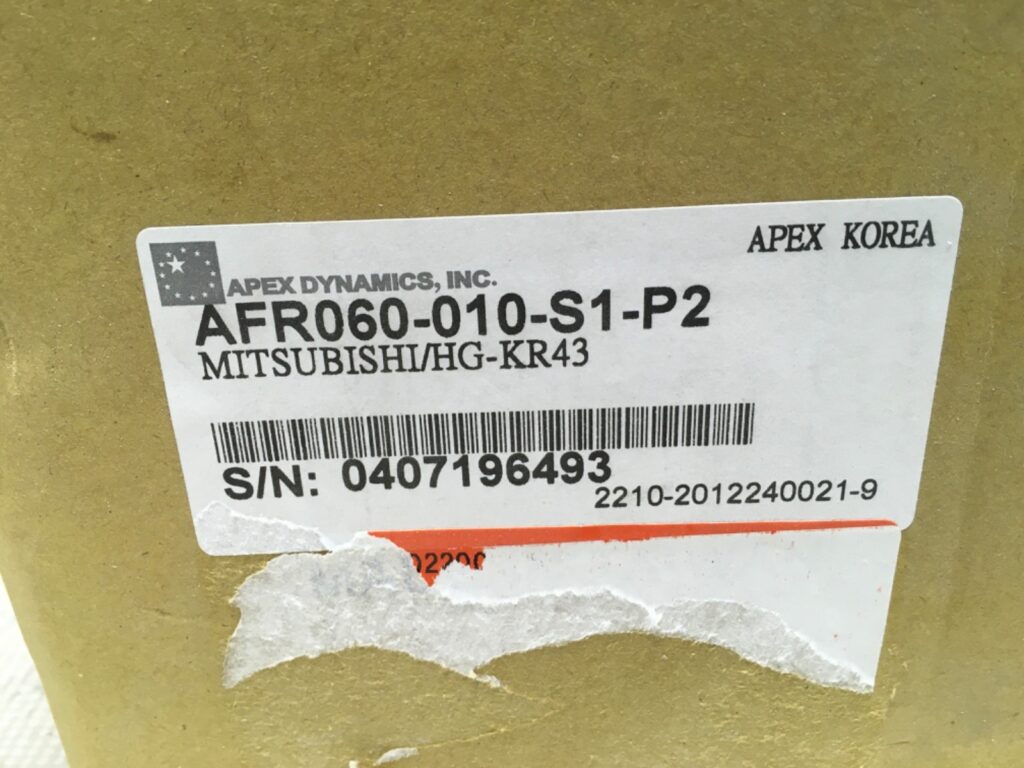 APEX KOREA
APEX DYNAMICS, INC.
AFR060-010-S1-P2
MITSUBISHI/HG-KR43
S/N: 0407196493
2210-2012240021-9